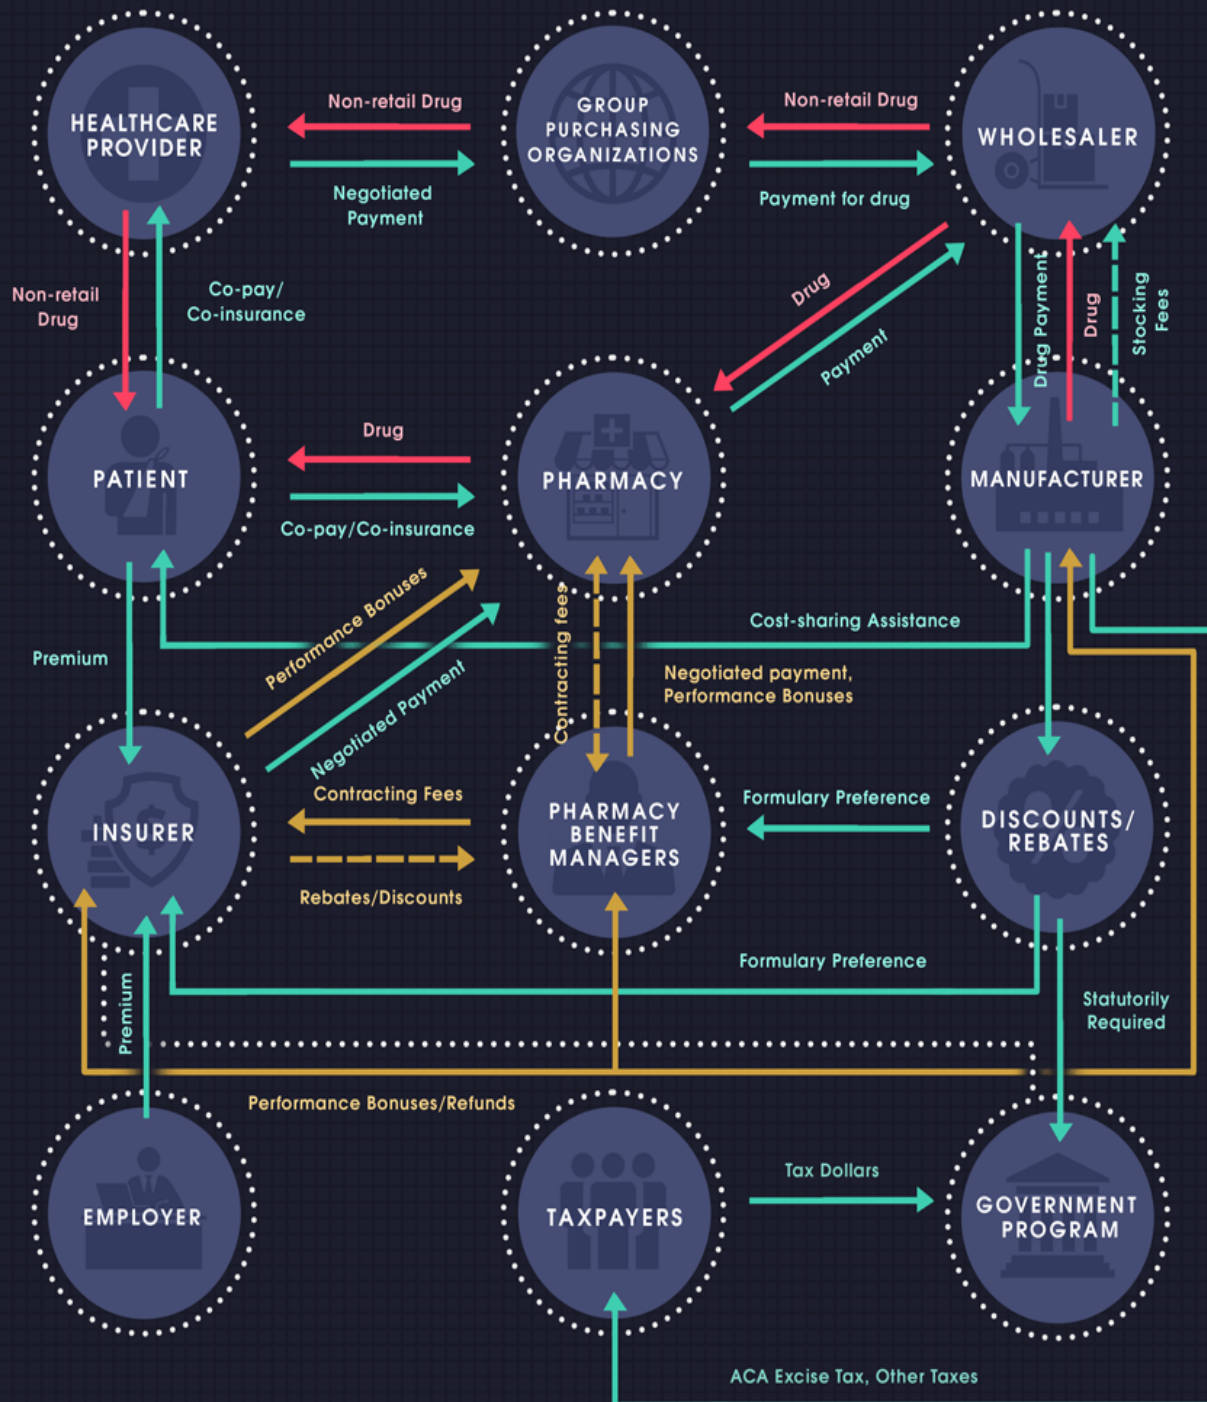 Non-retail Drug
Non-retail Drug
HEALTHCARE
PROVIDER
GROUP
PURCHASING
ORGANIZATIONS
WHOLESALER
Negotiated
Payment
Payment for drug
Non-retail
Drug
Co-pay/
Co-insurance
Drug
Payment
Drug Payment
Drug
Stocking
Fees
Drug
PATIENT
PHARMACY
MANUFACTURER
Co-pay/Co-insurance
Performance Bonuses
Negotiated Payment
Contracting fees
Cost-sharing Assistance
Premium
Negotiated payment,
Performance Bonuses
Contracting Fees
Formulary Preference
INSURER
PHARMACY
BENEFIT
MANAGERS
DISCOUNTS/
REBATES
Rebates/Discounts
Formulary Preference
Premium
Statutorily
Required
Performance Bonuses/Refunds
Tax Dollars
EMPLOYER
TAXPAYERS
GOVERNMENT
PROGRAM
ACA Excise Tax, Other Taxes